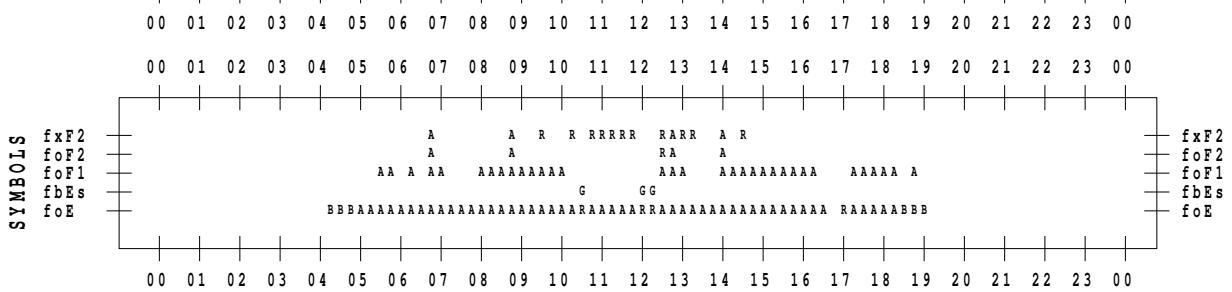 00 01 02 03 04 05 06 07 08 09 10 11 12 13 14 15 16 17 18 19 20 21 22 23 00
00 01 02 03 04 05 06 07 08 09 10 11 12 13 14 15 16 17 18 19 20 21 22 23 00
SYMBOLS
fxF2 A A R R RRRRR RARR A R fxF2
foF2 A A RA A foF2
foF1 AA A AA AAAAAAAAA AAA AAAAAAAAAA AAAAA A foF1
fbEs G GG fbEs
foE BBBAAAAAAAAAAAAAAAAAAAAAARAAAAARRAAAAAAAAAAAAAAAAA RAAAAABBB foE
00 01 02 03 04 05 06 07 08 09 10 11 12 13 14 15 16 17 18 19 20 21 22 23 00